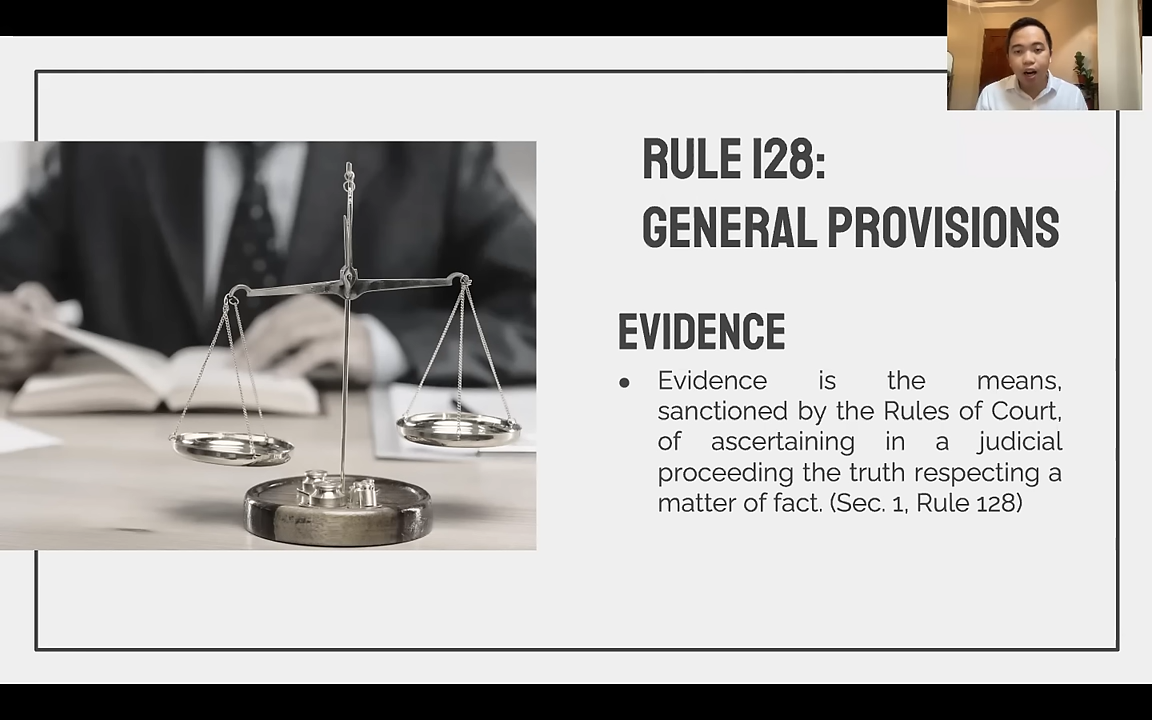 RULE 128:
GENERAL PROVISIONS
EVIDENCE
● Evidence is the means,
sanctioned by the Rules of Court,
of ascertaining in a judicial
proceeding the truth respecting a
matter of fact. (Sec. 1, Rule 128)